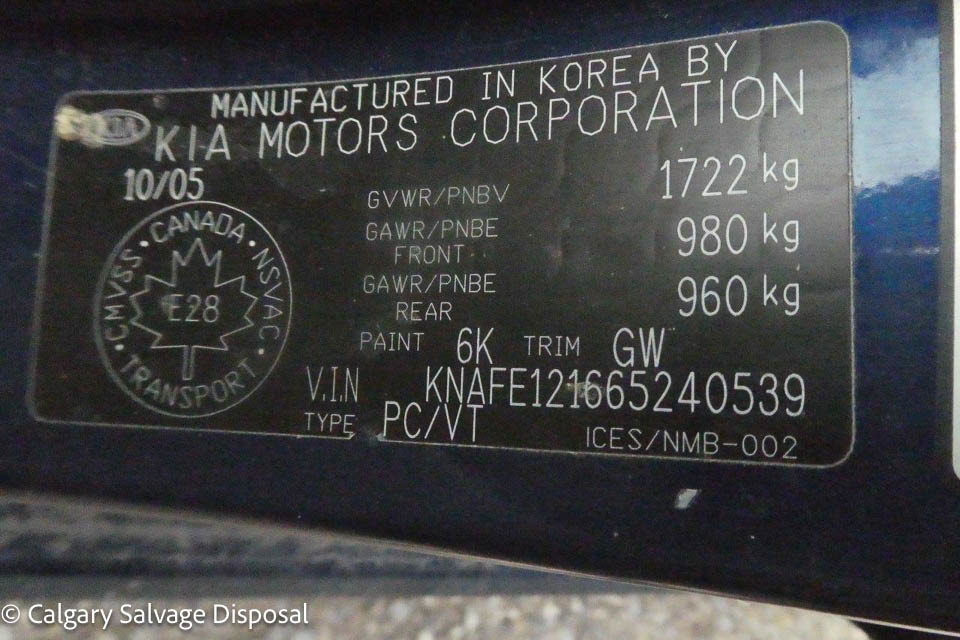 MANUFACTURED IN KOREA BY
KIA
KIA MOTORS CORPORATION
10/05
GVWR/PNBV 1722 kg
GAWR/PNBE FRONT 980 kg
GAWR/PNBE REAR 960 kg
CANADA · NSVAC · TRANSPORT · CMVSS ·
E28
PAINT 6K TRIM GW
V.I.N KNAFE121665240539
TYPE PC/VT ICES/NMB-002
© Calgary Salvage Disposal